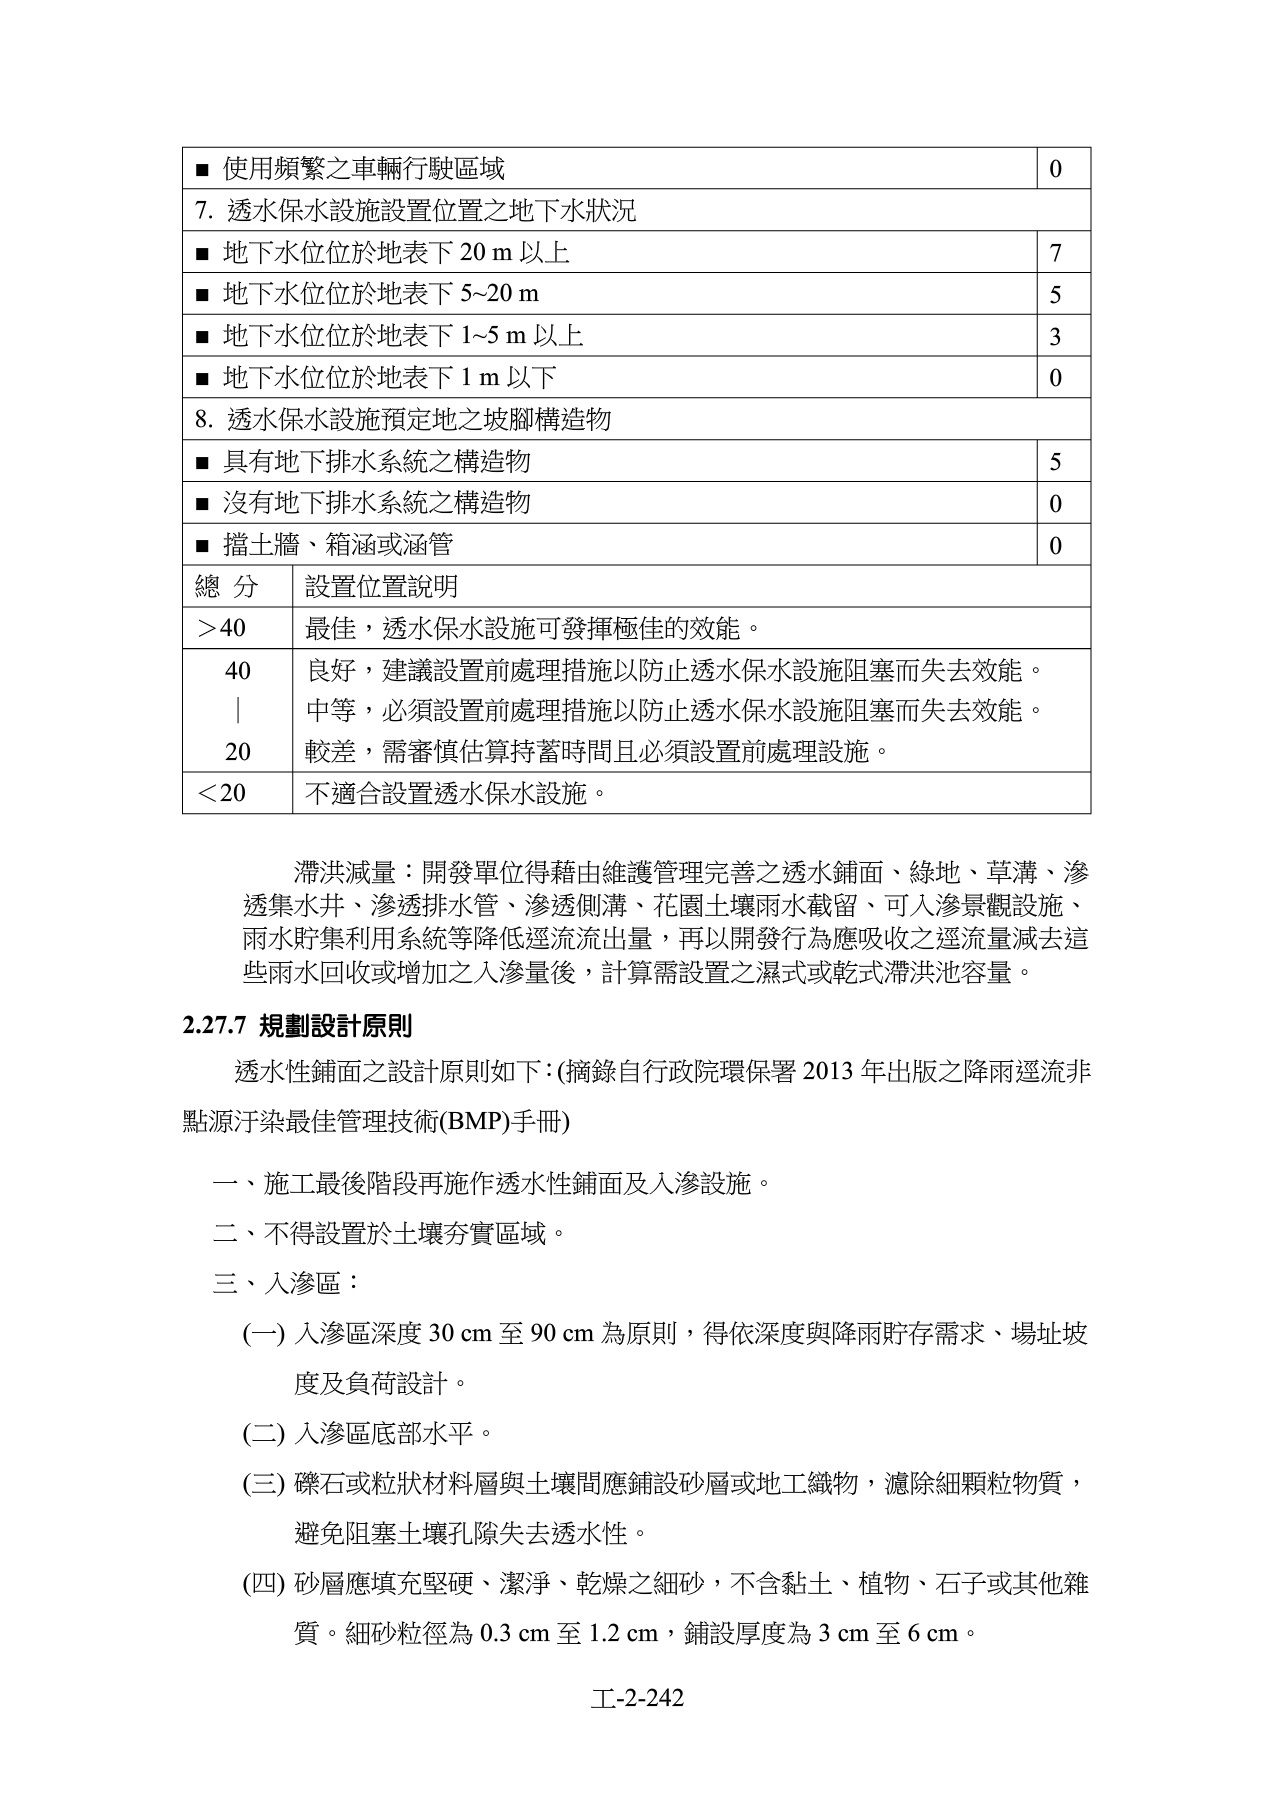 ■ 使用頻繁之車輛行駛區域 0
7. 透水保水設施設置位置之地下水狀況
■ 地下水位位於地表下 20 m 以上 7
■ 地下水位位於地表下 5~20 m 5
■ 地下水位位於地表下 1~5 m 以上 3
■ 地下水位位於地表下 1 m 以下 0
8. 透水保水設施預定地之坡腳構造物
■ 具有地下排水系統之構造物 5
■ 沒有地下排水系統之構造物 0
■ 擋土牆、箱涵或涵管 0
總 分 設置位置說明
＞40 最佳，透水保水設施可發揮極佳的效能。
40 良好，建議設置前處理措施以防止透水保水設施阻塞而失去效能。
｜ 中等，必須設置前處理措施以防止透水保水設施阻塞而失去效能。
20 較差，需審慎估算持蓄時間且必須設置前處理設施。
＜20 不適合設置透水保水設施。
滯洪減量：開發單位得藉由維護管理完善之透水鋪面、綠地、草溝、滲
透集水井、滲透排水管、滲透側溝、花園土壤雨水截留、可入滲景觀設施、
雨水貯集利用系統等降低逕流流出量，再以開發行為應吸收之逕流量減去這
些雨水回收或增加之入滲量後，計算需設置之濕式或乾式滯洪池容量。
2.27.7 規劃設計原則
透水性鋪面之設計原則如下：(摘錄自行政院環保署 2013 年出版之降雨逕流非
點源汙染最佳管理技術(BMP)手冊)
一、施工最後階段再施作透水性鋪面及入滲設施。
二、不得設置於土壤夯實區域。
三、入滲區：
(一) 入滲區深度 30 cm 至 90 cm 為原則，得依深度與降雨貯存需求、場址坡
度及負荷設計。
(二) 入滲區底部水平。
(三) 礫石或粒狀材料層與土壤間應鋪設砂層或地工織物，濾除細顆粒物質，
避免阻塞土壤孔隙失去透水性。
(四) 砂層應填充堅硬、潔淨、乾燥之細砂，不含黏土、植物、石子或其他雜
質。細砂粒徑為 0.3 cm 至 1.2 cm，鋪設厚度為 3 cm 至 6 cm。
工-2-242